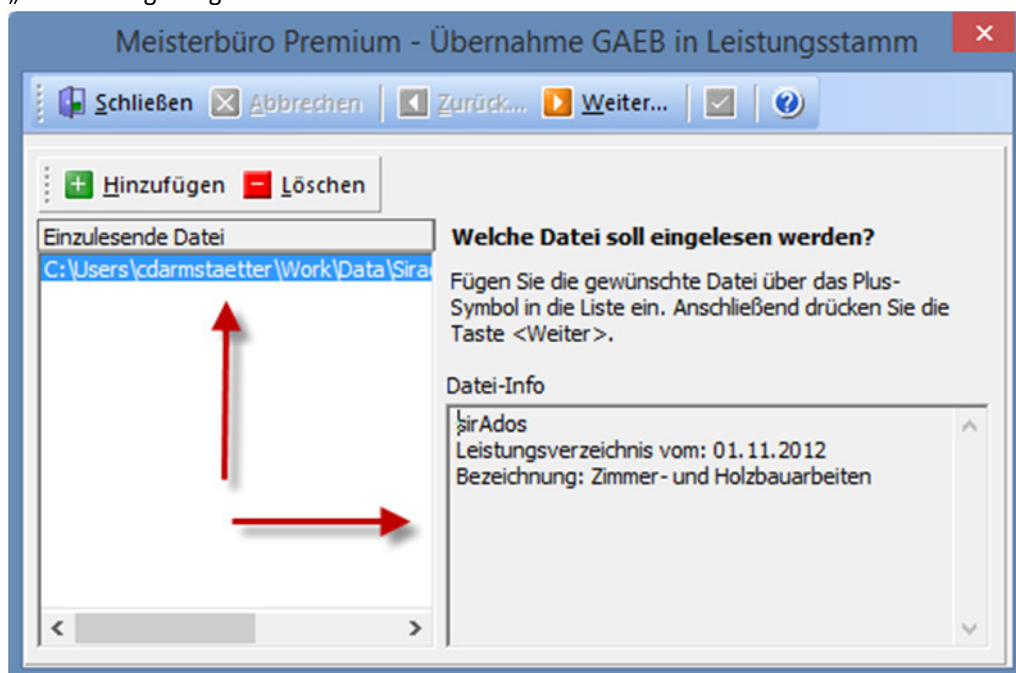 Meisterbüro Premium - Übernahme GAEB in Leistungsstamm
Schließen Abbrechen Zurück... Weiter...
Hinzufügen Löschen
Einzulesende Datei
C:\Users\cdarmstaetter\Work\Data\Sira
Welche Datei soll eingelesen werden?
Fügen Sie die gewünschte Datei über das Plus-
Symbol in die Liste ein. Anschließend drücken Sie die
Taste <Weiter>.
Datei-Info
sirAdos
Leistungsverzeichnis vom: 01.11.2012
Bezeichnung: Zimmer- und Holzbauarbeiten